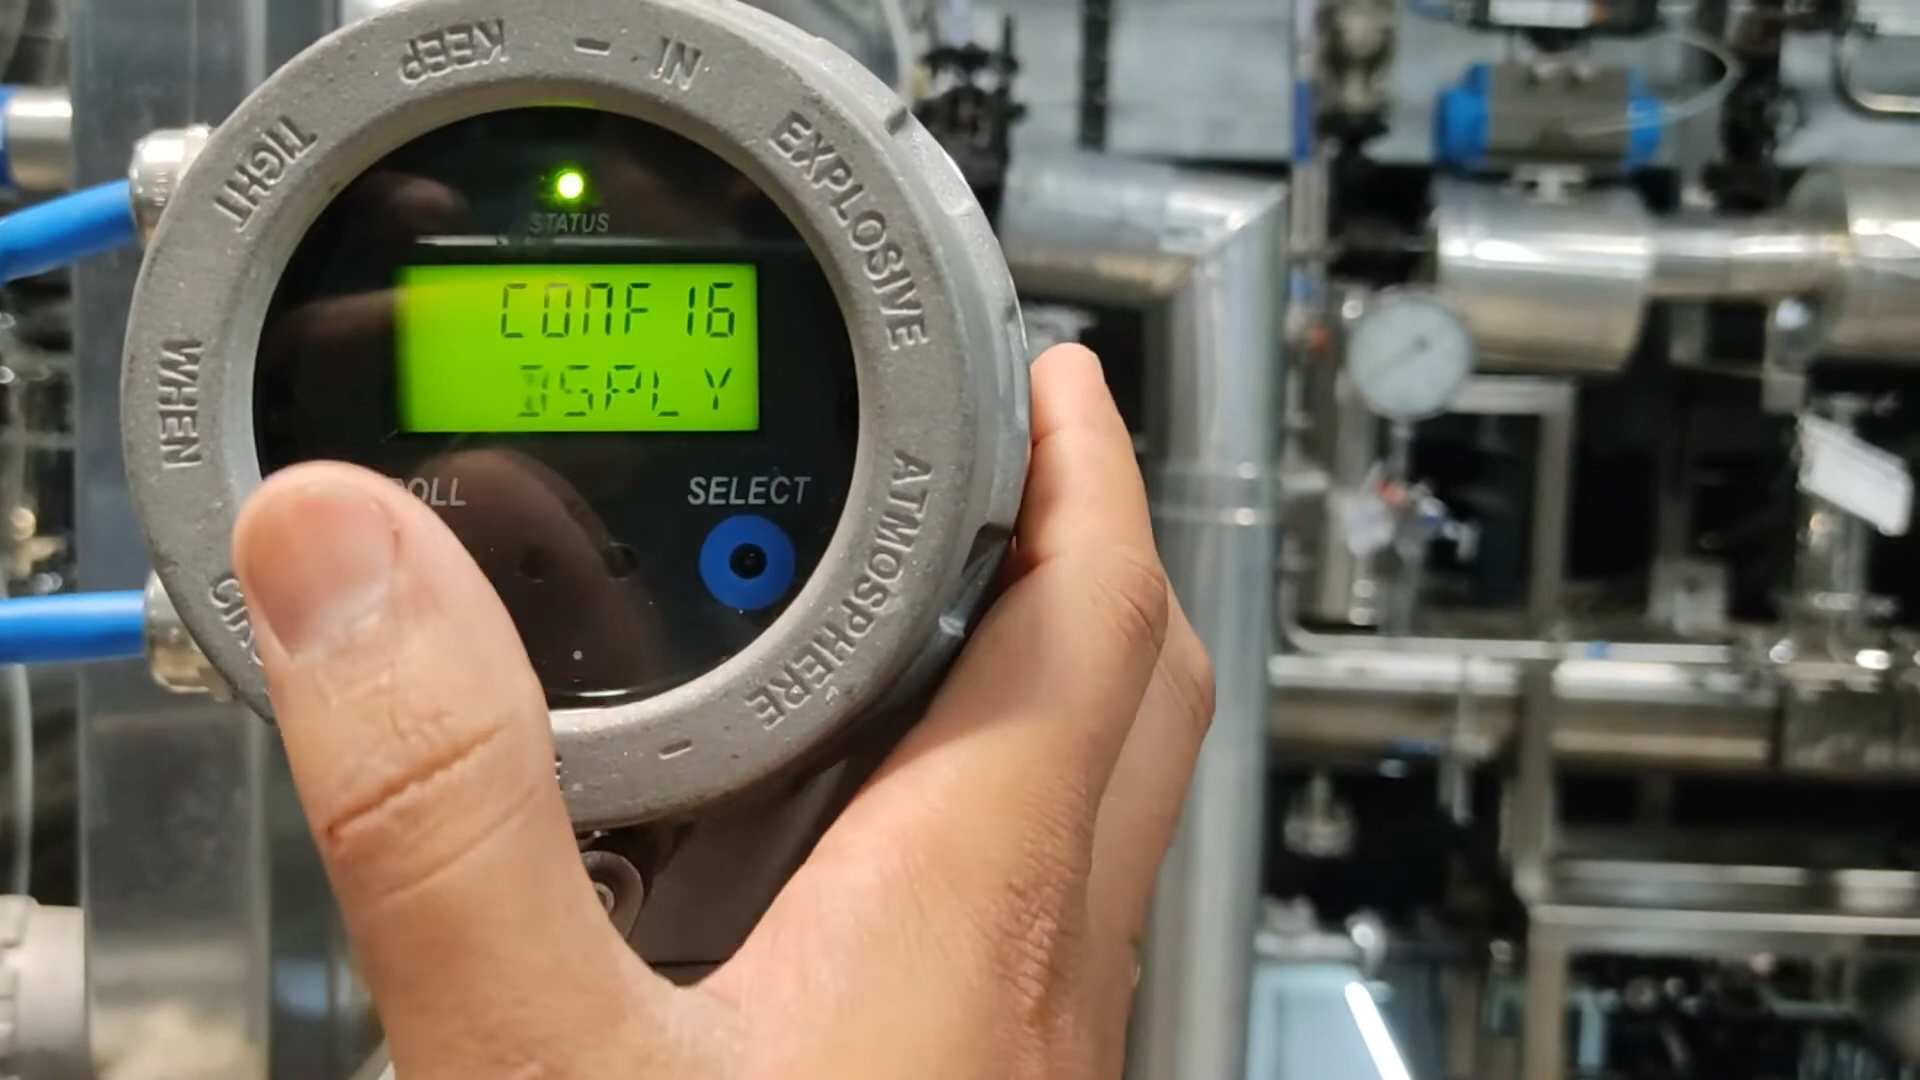 KEEP – IN EXPLOSIVE ATMOSPHERE –
TIGHT
WHEN
STATUS
CONFIG
DSPLY
SELECT